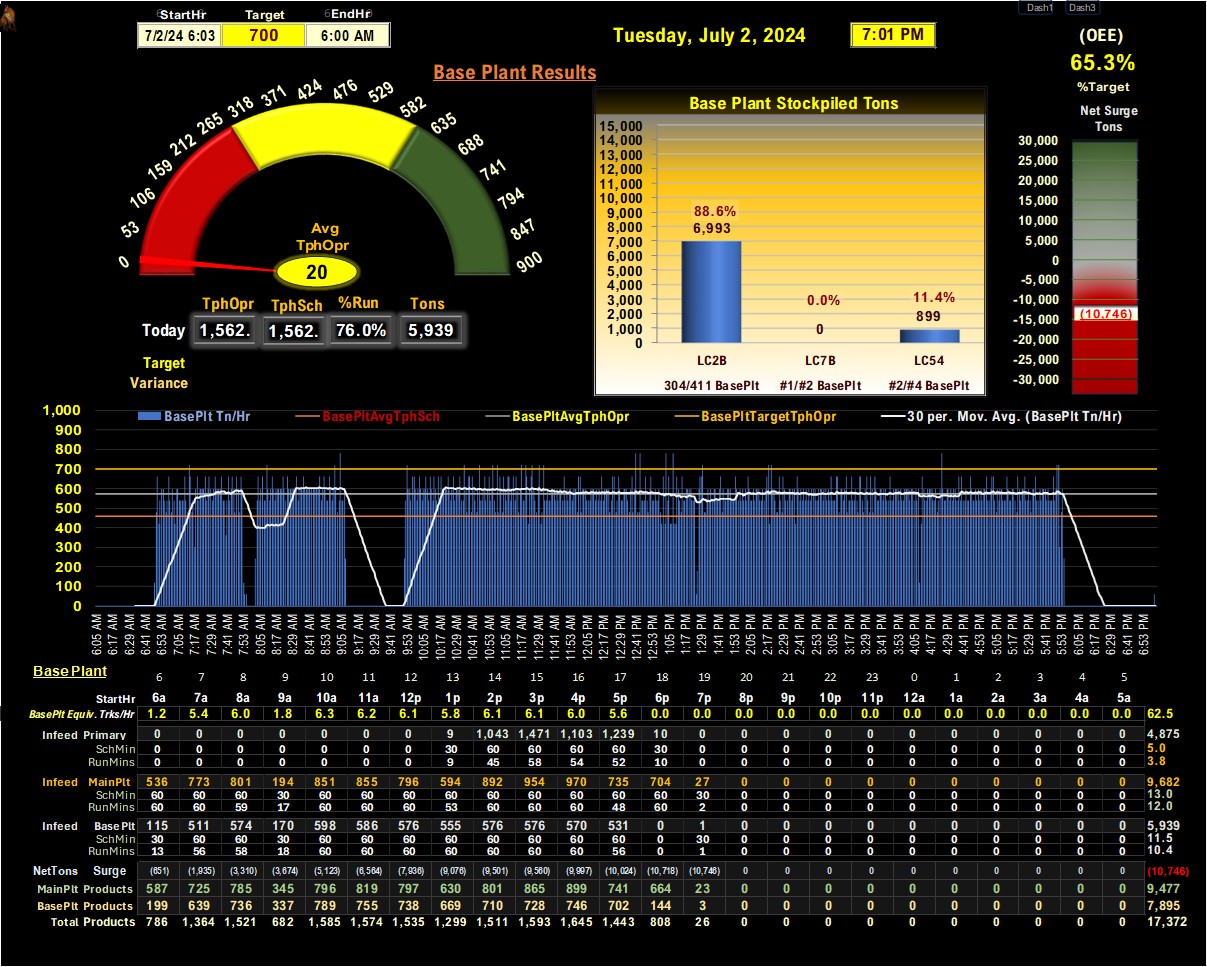 StartHr Target EndHr
7/2/24 6:03 700 6:00 AM
Tuesday, July 2, 2024 7:01 PM
Dash1 Dash3
(OEE)
65.3%
%Target
Net Surge
Tons
30,000
25,000
20,000
15,000
10,000
5,000
0
-5,000
-10,000
(10,746)
-15,000
-20,000
-25,000
-30,000
Base Plant Results
0 53 106 159 212 265 318 371 424 476 529 582 635 688 741 794 847 900
Avg
TphOpr
20
TphOpr TphSch %Run Tons
Today 1,562. 1,562. 76.0% 5,939
Target
Variance
Base Plant Stockpiled Tons
15,000
14,000
13,000
12,000
11,000
10,000
9,000
8,000
7,000
6,000
5,000
4,000
3,000
2,000
1,000
0
88.6%
6,993
0.0%
0
11.4%
899
LC2B LC7B LC54
304/411 BasePlt #1/#2 BasePlt #2/#4 BasePlt
BasePlt Tn/Hr BasePltAvgTphSch BasePltAvgTphOpr BasePltTargetTphOpr 30 per. Mov. Avg. (BasePlt Tn/Hr)
1,000
900
800
700
600
500
400
300
200
100
0
6:05 AM 6:17 AM 6:29 AM 6:41 AM 6:53 AM 7:05 AM 7:17 AM 7:29 AM 7:41 AM 7:53 AM 8:05 AM 8:17 AM 8:29 AM 8:41 AM 8:53 AM 9:05 AM 9:17 AM 9:29 AM 9:41 AM 9:53 AM 10:05 AM 10:17 AM 10:29 AM 10:41 AM 10:53 AM 11:05 AM 11:17 AM 11:29 AM 11:41 AM 11:53 AM 12:05 PM 12:17 PM 12:29 PM 12:41 PM 12:53 PM 1:05 PM 1:17 PM 1:29 PM 1:41 PM 1:53 PM 2:05 PM 2:17 PM 2:29 PM 2:41 PM 2:53 PM 3:05 PM 3:17 PM 3:29 PM 3:41 PM 3:53 PM 4:05 PM 4:17 PM 4:29 PM 4:41 PM 4:53 PM 5:05 PM 5:17 PM 5:29 PM 5:41 PM 5:53 PM 6:05 PM 6:17 PM 6:29 PM 6:41 PM 6:53 PM
Base Plant
6 7 8 9 10 11 12 13 14 15 16 17 18 19 20 21 22 23 0 1 2 3 4 5
StartHr 6a 7a 8a 9a 10a 11a 12p 1p 2p 3p 4p 5p 6p 7p 8p 9p 10p 11p 12a 1a 2a 3a 4a 5a
BasePlt Equiv. Trks/Hr 1.2 5.4 6.0 1.8 6.3 6.2 6.1 5.8 6.1 6.1 6.0 5.6 0.0 0.0 0.0 0.0 0.0 0.0 0.0 0.0 0.0 0.0 0.0 0.0 62.5
Infeed Primary 0 0 0 0 0 0 0 9 1,043 1,471 1,103 1,239 10 0 0 0 0 0 0 0 0 0 0 0 4,875
SchMin 0 0 0 0 0 0 0 30 60 60 60 60 30 0 0 0 0 0 0 0 0 0 0 0 5.0
RunMins 0 0 0 0 0 0 0 9 45 58 54 52 10 0 0 0 0 0 0 0 0 0 0 0 3.8
Infeed MainPlt 536 773 801 194 851 855 796 594 892 954 970 735 704 27 0 0 0 0 0 0 0 0 0 0 9,682
SchMin 60 60 60 30 60 60 60 60 60 60 60 60 60 30 0 0 0 0 0 0 0 0 0 0 13.0
RunMins 60 60 59 17 60 60 60 53 60 60 60 48 60 2 0 0 0 0 0 0 0 0 0 0 12.0
Infeed Base Plt 115 511 574 170 598 586 576 555 576 576 570 531 0 1 0 0 0 0 0 0 0 0 0 0 5,939
SchMin 30 60 60 30 60 60 60 60 60 60 60 60 0 30 0 0 0 0 0 0 0 0 0 0 11.5
RunMins 13 56 58 18 60 60 60 60 60 60 60 56 0 1 0 0 0 0 0 0 0 0 0 0 10.4
NetTons Surge (651) (1,935) (3,310) (3,674) (5,123) (6,564) (7,936) (9,076) (9,501) (9,560) (9,897) (10,024) (10,718) (10,746) 0 0 0 0 0 0 0 0 0 0 (10,746)
MainPlt Products 587 725 785 345 796 819 797 630 801 865 899 741 664 23 0 0 0 0 0 0 0 0 0 0 9,477
BasePlt Products 199 639 736 337 789 755 738 669 710 728 746 702 144 3 0 0 0 0 0 0 0 0 0 0 7,895
Total Products 786 1,364 1,521 682 1,585 1,574 1,535 1,299 1,511 1,593 1,645 1,443 808 26 0 0 0 0 0 0 0 0 0 0 17,372